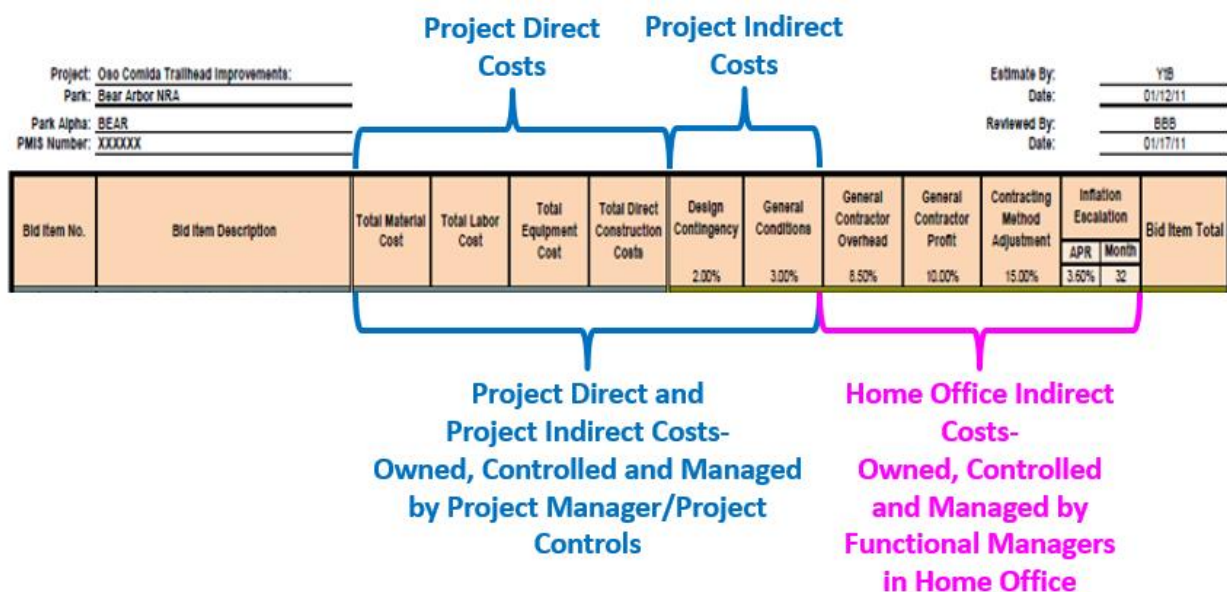 Project Direct
Costs
Project Indirect
Costs
Project: Oso Comida Trailhead Improvements:
Park: Bear Arbor NRA
Park Alpha: BEAR
PMIS Number: XXXXXX
Estimate By: YtB
Date: 01/12/11
Reviewed By: BBB
Date: 01/17/11
Bid Item No.
Bid Item Description
Total Material
Cost
Total Labor
Cost
Total
Equipment
Cost
Total Direct
Construction
Costs
Design
Contingency
2.00%
General
Conditions
3.00%
General
Contractor
Overhead
8.50%
General
Contractor
Profit
10.00%
Contracting
Method
Adjustment
15.00%
Inflation
Escalation
APR Month
3.60% 32
Bid Item Total
Project Direct and
Project Indirect Costs-
Owned, Controlled and Managed
by Project Manager/Project
Controls
Home Office Indirect
Costs-
Owned, Controlled
and Managed by
Functional Managers
in Home Office